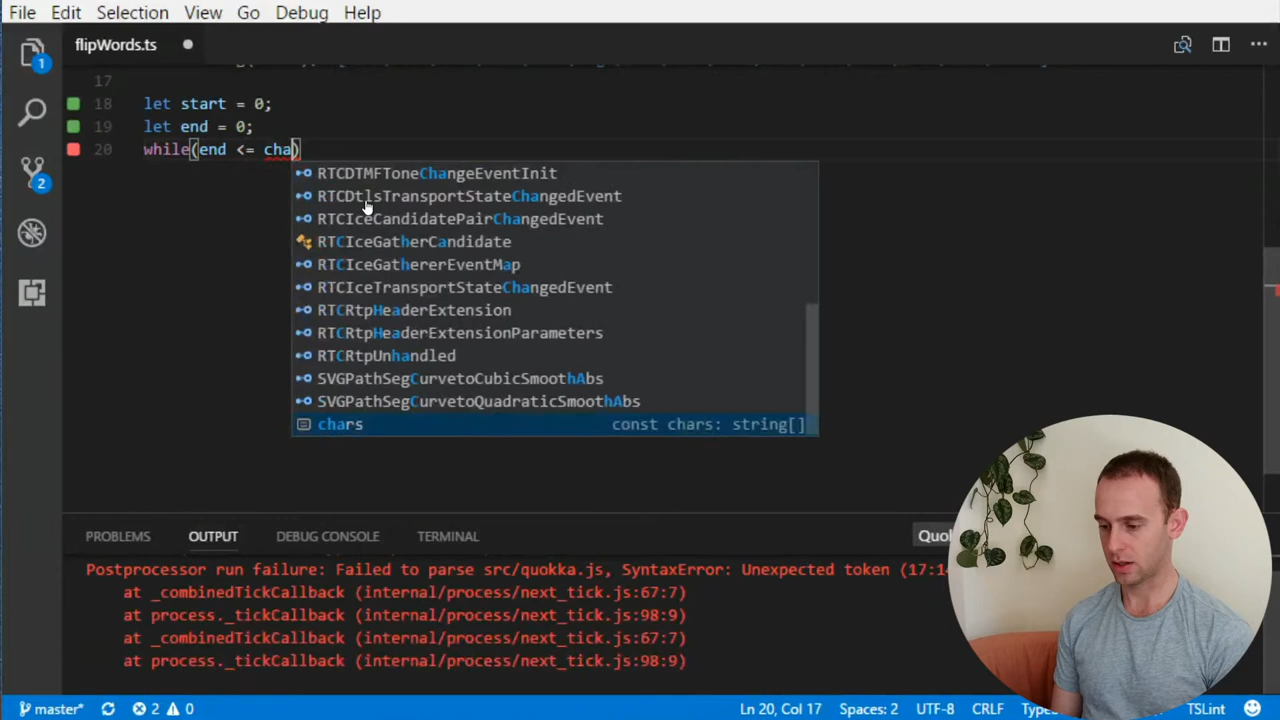 File Edit Selection View Go Debug Help
flipWords.ts
17
18 let start = 0;
19 let end = 0;
20 while(end <= cha)
RTCDTMFToneChangeEventInit
RTCDtlsTransportStateChangedEvent
RTCIceCandidatePairChangedEvent
RTCIceGatherCandidate
RTCIceGathererEventMap
RTCIceTransportStateChangedEvent
RTCRtpHeaderExtension
RTCRtpHeaderExtensionParameters
RTCRtpUnhandled
SVGPathSegCurvetoCubicSmoothAbs
SVGPathSegCurvetoQuadraticSmoothAbs
chars const chars: string[]
1
2
PROBLEMS OUTPUT DEBUG CONSOLE TERMINAL Quok
Postprocessor run failure: Failed to parse src/quokka.js, SyntaxError: Unexpected token (17:14
at _combinedTickCallback (internal/process/next_tick.js:67:7)
at process._tickCallback (internal/process/next_tick.js:98:9)
at _combinedTickCallback (internal/process/next_tick.js:67:7)
at process._tickCallback (internal/process/next_tick.js:98:9)
master* 2 0 Ln 20, Col 17 Spaces: 2 UTF-8 CRLF Types TSLint